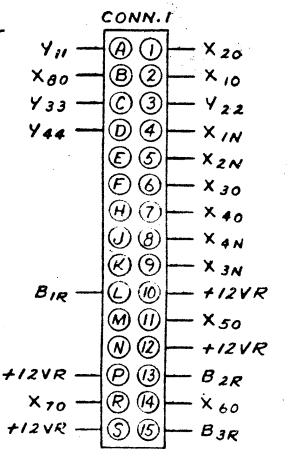 CONN. 1
Y11 A 1 X20
X80 B 2 X10
Y33 C 3 Y22
Y44 D 4 X1N
E 5 X2N
F 6 X30
H 7 X40
J 8 X4N
K 9 X3N
B1R L 10 +12VR
M 11 X50
N 12 +12VR
+12VR P 13 B2R
X70 R 14 X60
+12VR S 15 B3R